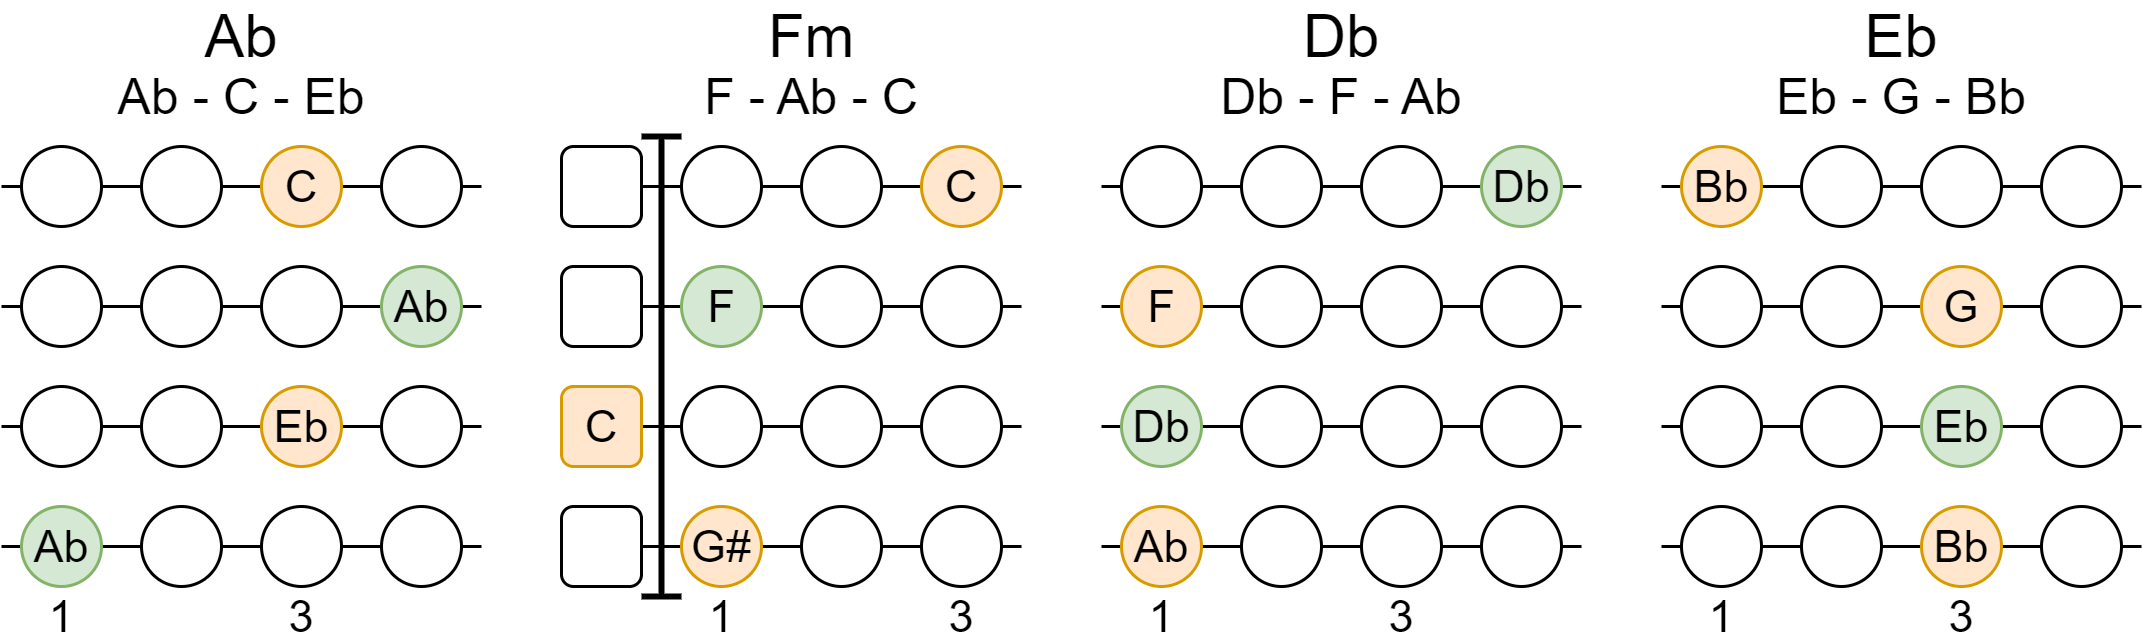 Ab
Ab - C - Eb
C
Ab
Eb
Ab
1 3
Fm
F - Ab - C
C
F
C
G#
1 3
Db
Db - F - Ab
Db
F
Db
Ab
1 3
Eb
Eb - G - Bb
Bb
G
Eb
Bb
1 3